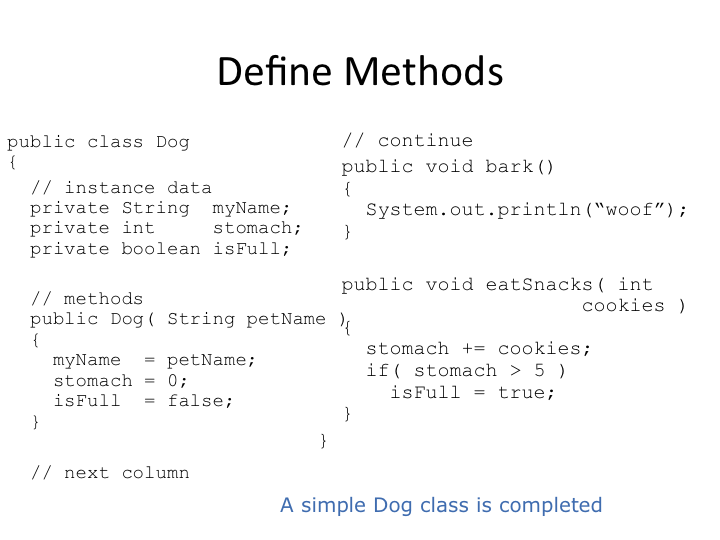 Define Methods
public class Dog
{
  // instance data
  private String  myName;
  private int     stomach;
  private boolean isFull;
  // methods
  public Dog( String petName )
  {
    myName  = petName;
    stomach = 0;
    isFull  = false;
  }
  // next column
// continue
public void bark()
{
  System.out.println(“woof”);
}
public void eatSnacks( int
                    cookies )
{
  stomach += cookies;
  if( stomach > 5 )
    isFull = true;
}
}
A simple Dog class is completed